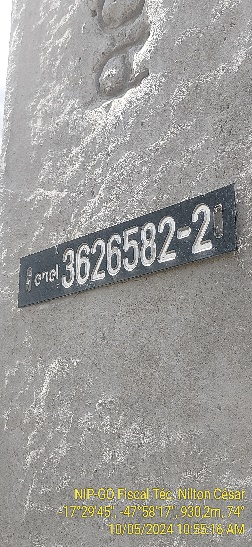 enel 3626582-2
NIP-GO Fiscal Tec. Nilton Cesar
-17°29'45", -47°58'17", 930,2m, 74°
10/05/2024 10:55:16 AM